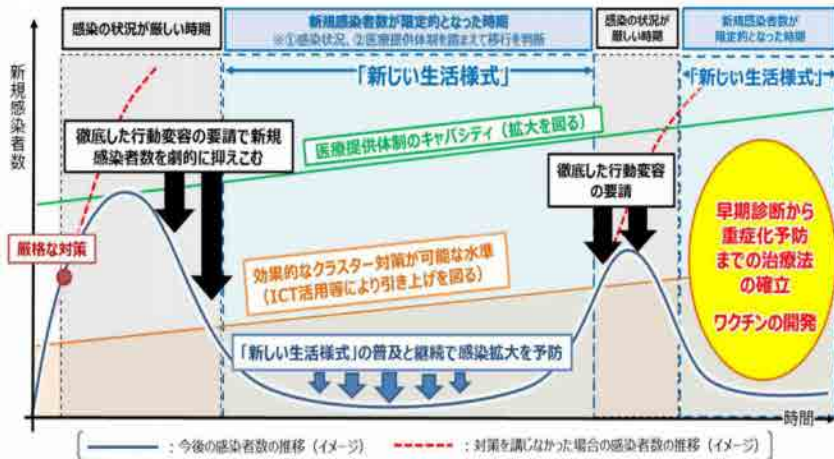 感染の状況が厳しい時期
新規感染者数が限定的となった時期
※①感染状況、②医療提供体制を踏まえて移行を判断
感染の状況が
厳しい時期
新規感染者数が
限定的となった時期
「新しい生活様式」
「新しい生活様式」
新規感染者数
徹底した行動変容の要請で新規
感染者数を劇的に抑えこむ
医療提供体制のキャパシティ（拡大を図る）
徹底した行動変容
の要請
厳格な対策
効果的なクラスター対策が可能な水準
（ICT活用等により引き上げを図る）
早期診断から
重症化予防
までの治療法
の確立
ワクチンの開発
「新しい生活様式」の普及と継続で感染拡大を予防
時間
：今後の感染者数の推移（イメージ）
：対策を講じなかった場合の感染者数の推移（イメージ）